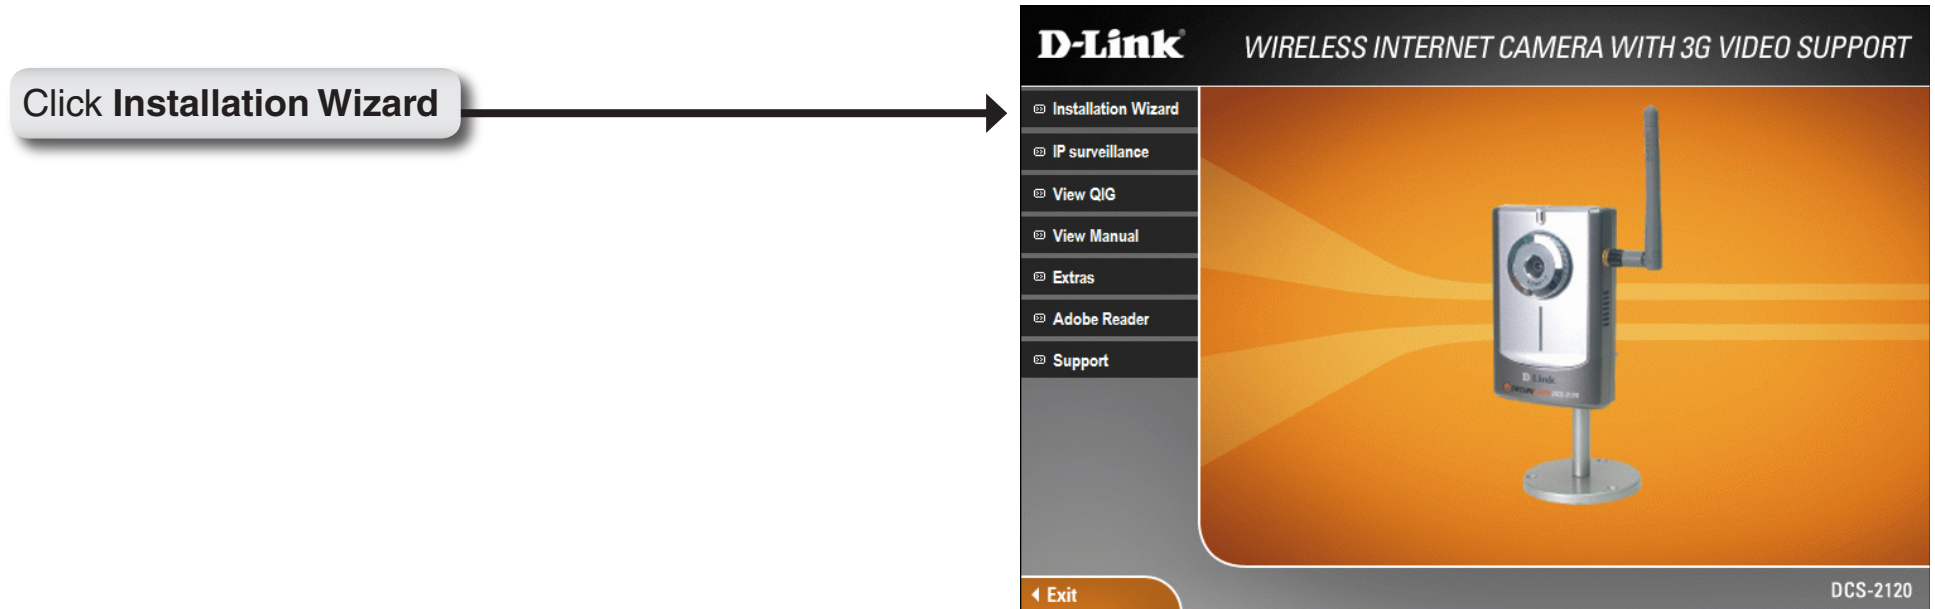 Click Installation Wizard
D-Link®
WIRELESS INTERNET CAMERA WITH 3G VIDEO SUPPORT
Installation Wizard
IP surveillance
View QIG
View Manual
Extras
Adobe Reader
Support
D-Link
Exit
DCS-2120